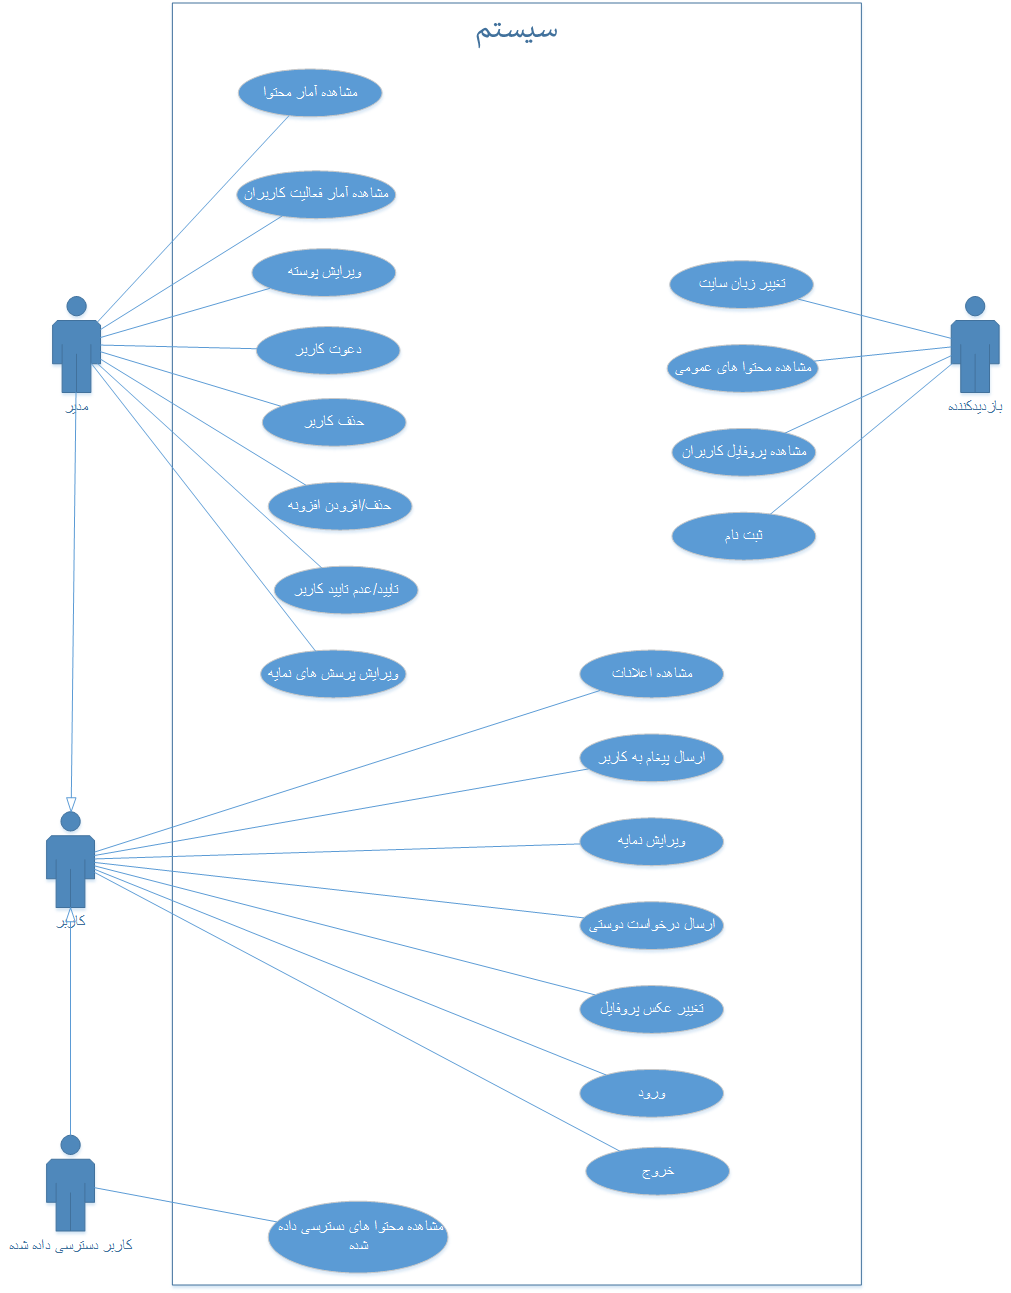 سیستم
مشاهده آمار محتوا
مشاهده آمار فعالیت کاربران
ویرایش پوسته
دعوت کاربر
حذف کاربر
حذف/افزودن افزونه
تایید/عدم تایید کاربر
ویرایش پرسش های نمایه
مدیر
تغییر زبان سایت
مشاهده محتوا های عمومی
مشاهده پروفایل کاربران
ثبت نام
بازدیدکننده
مشاهده اعلانات
ارسال پیغام به کاربر
ویرایش نمایه
ارسال درخواست دوستی
تغییر عکس پروفایل
ورود
خروج
کاربر
مشاهده محتوا های دسترسی داده
شده
کاربر دسترسی داده شده